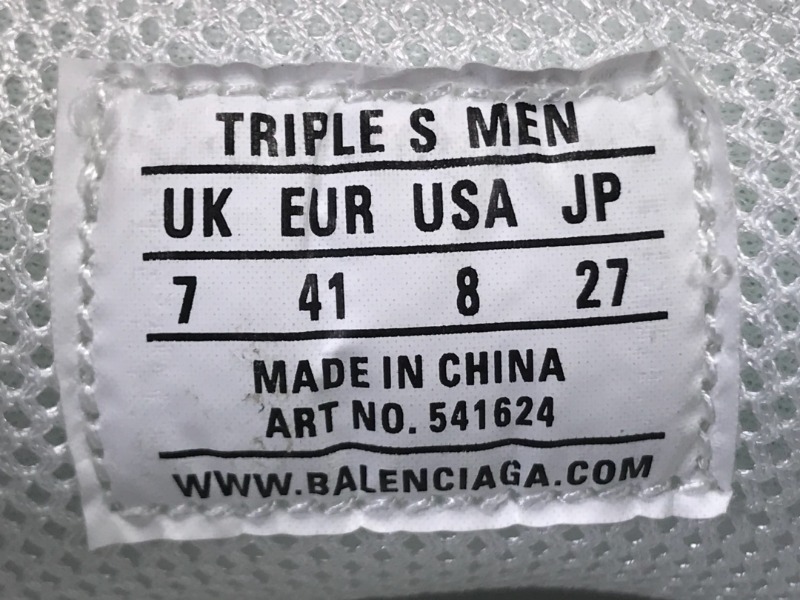 TRIPLE S MEN
UK EUR USA JP
7 41 8 27
MADE IN CHINA
ART NO. 541624
WWW.BALENCIAGA.COM